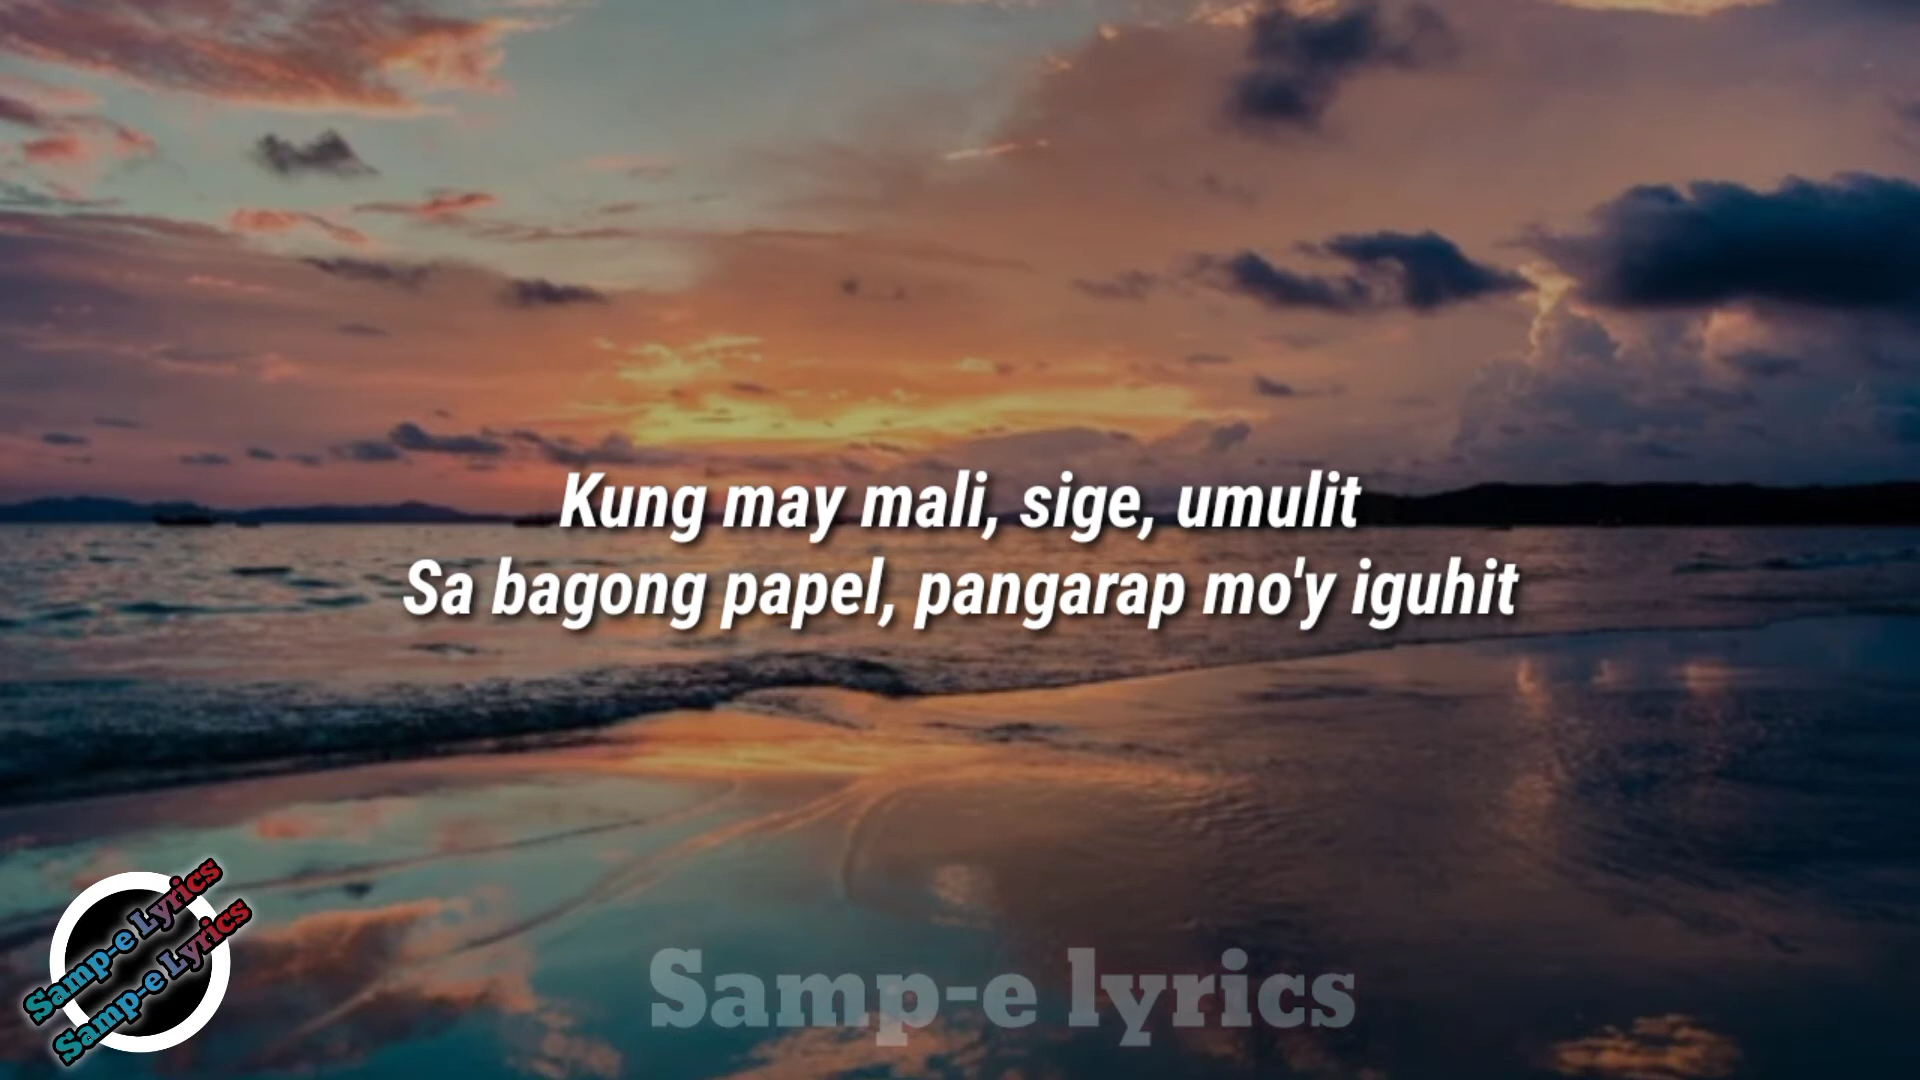 Kung may mali, sige, umulit
Sa bagong papel, pangarap mo'y iguhit
Samp-e Lyrics
Samp-e Lyrics
Samp-e lyrics